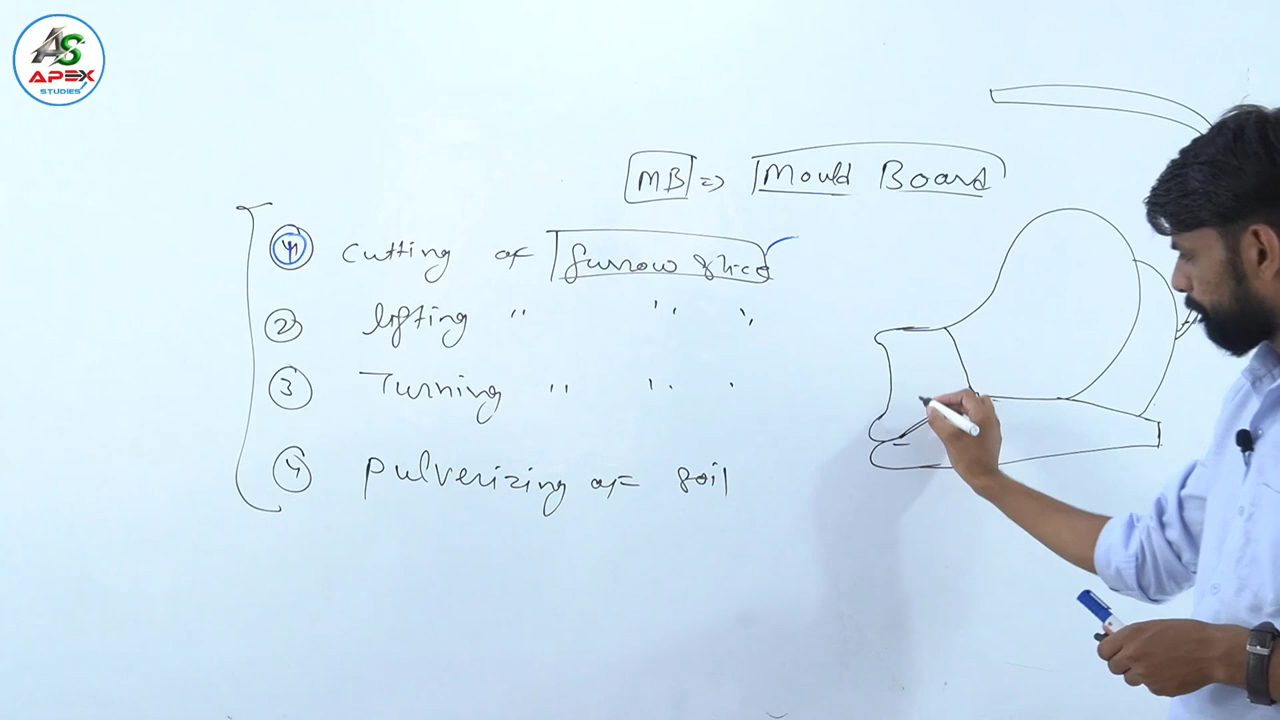 AS
APEX
STUDIES
MB => Mould Board
1 Cutting of furrow slice
2 lifting " " "
3 Turning " " "
4 Pulverizing of soil